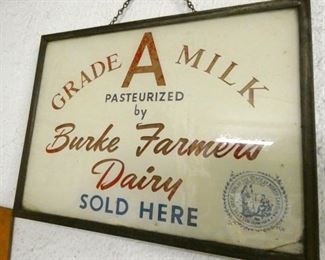 GRADE A MILK
PASTEURIZED
by
Burke Farmers
Dairy
SOLD HERE